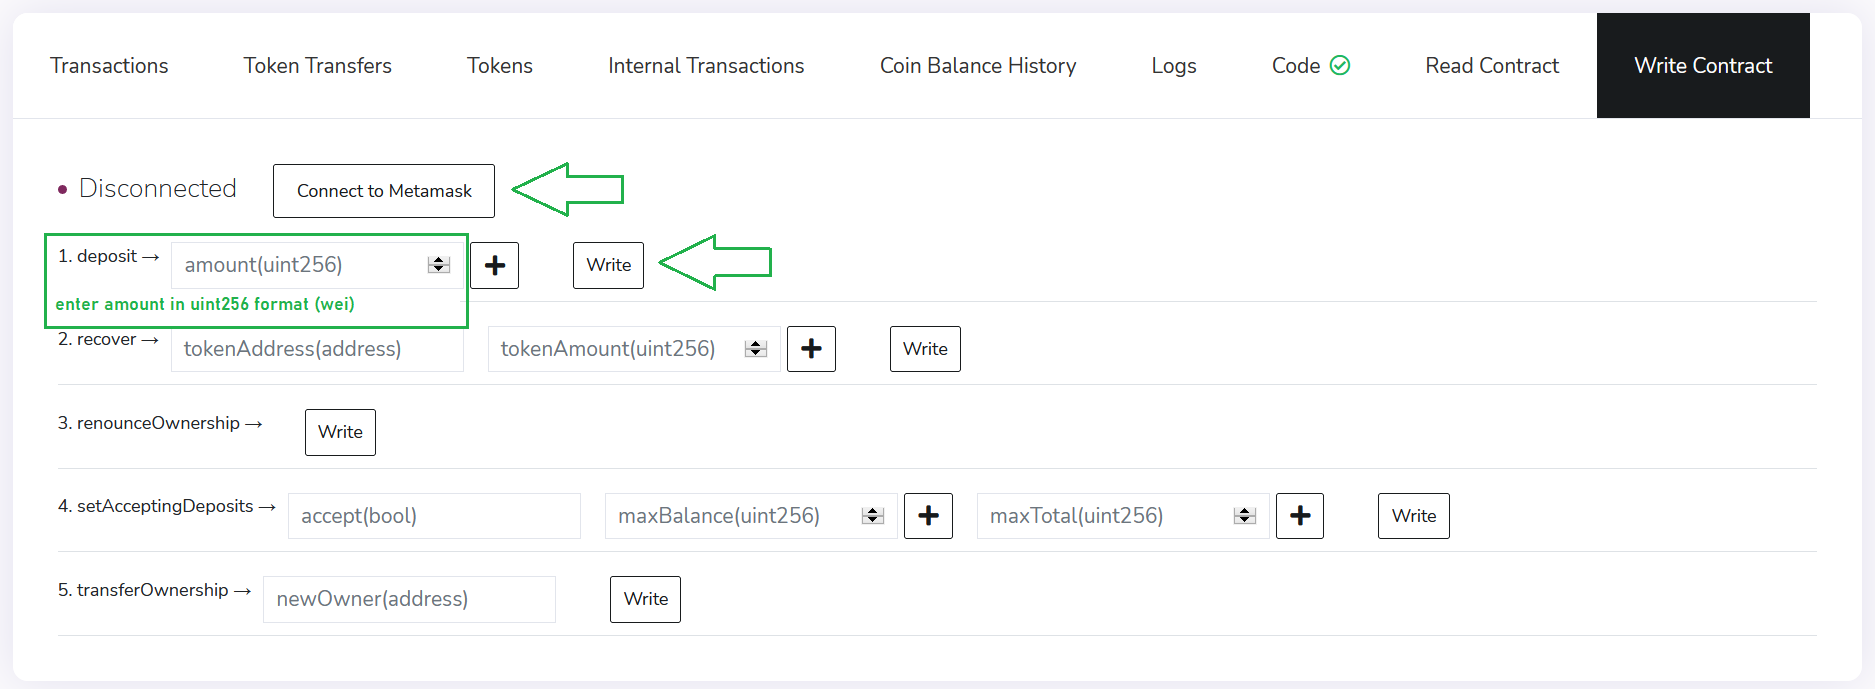 Transactions Token Transfers Tokens Internal Transactions Coin Balance History Logs Code Read Contract Write Contract
• Disconnected Connect to Metamask
1. deposit → amount(uint256) + Write
enter amount in uint256 format (wei)
2. recover → tokenAddress(address) tokenAmount(uint256) + Write
3. renounceOwnership → Write
4. setAcceptingDeposits → accept(bool) maxBalance(uint256) + maxTotal(uint256) + Write
5. transferOwnership → newOwner(address) Write